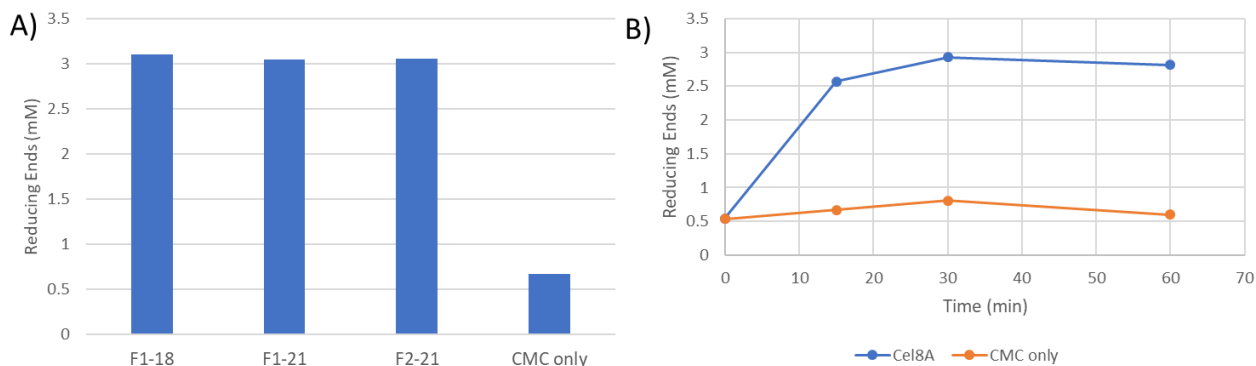 A)
3.5
3
2.5
2
1.5
1
0.5
0
Reducing Ends (mM)
F1-18 F1-21 F2-21 CMC only
B)
3.5
3
2.5
2
1.5
1
0.5
0
Reducing Ends (mM)
0 10 20 30 40 50 60 70
Time (min)
Cel8A CMC only